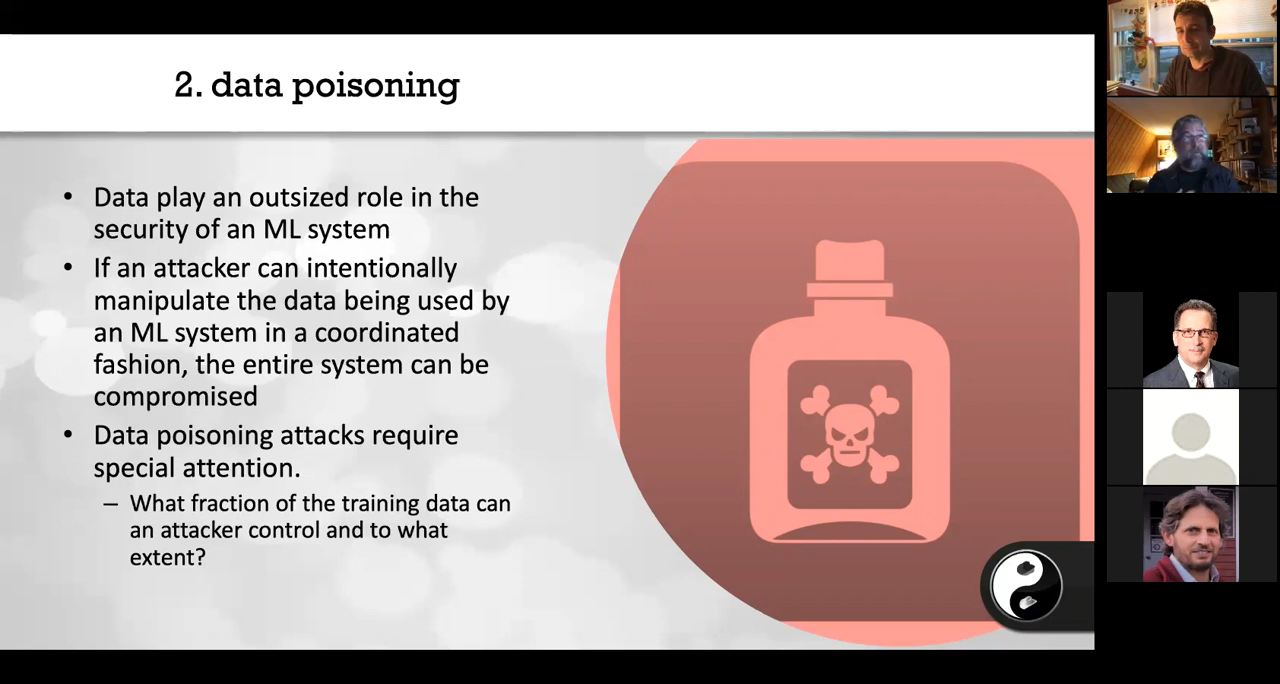 2. data poisoning
• Data play an outsized role in the
security of an ML system
• If an attacker can intentionally
manipulate the data being used by
an ML system in a coordinated
fashion, the entire system can be
compromised
• Data poisoning attacks require
special attention.
– What fraction of the training data can
an attacker control and to what
extent?